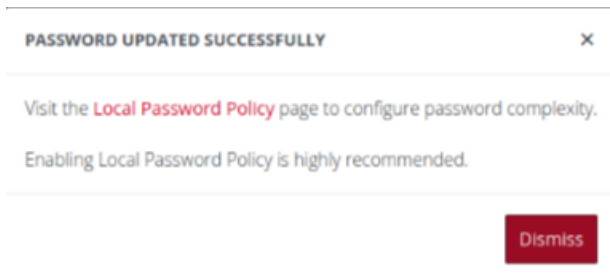 PASSWORD UPDATED SUCCESSFULLY ×
Visit the Local Password Policy page to configure password complexity.
Enabling Local Password Policy is highly recommended.
Dismiss